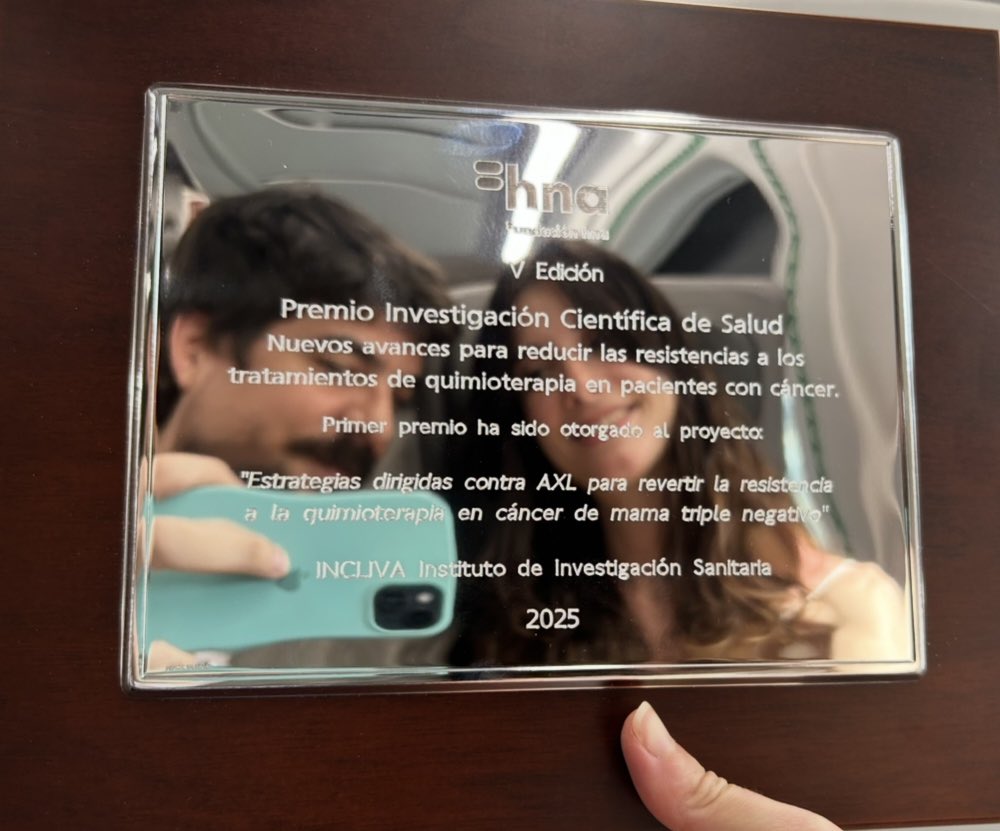 hna
Fundación hna
V Edición
Premio Investigación Científica de Salud
Nuevos avances para reducir las resistencias a los
tratamientos de quimioterapia en pacientes con cáncer.
Primer premio ha sido otorgado al proyecto:
"Estrategias dirigidas contra AXL para revertir la resistencia
a la quimioterapia en cáncer de mama triple negativo"
INCLIVA Instituto de Investigación Sanitaria
2025